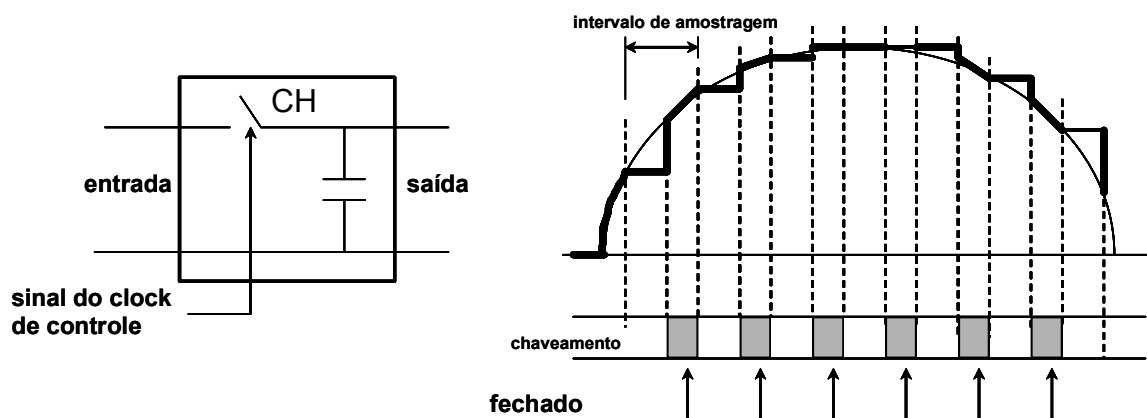 CH
entrada
saída
sinal do clock
de controle
intervalo de amostragem
chaveamento
fechado